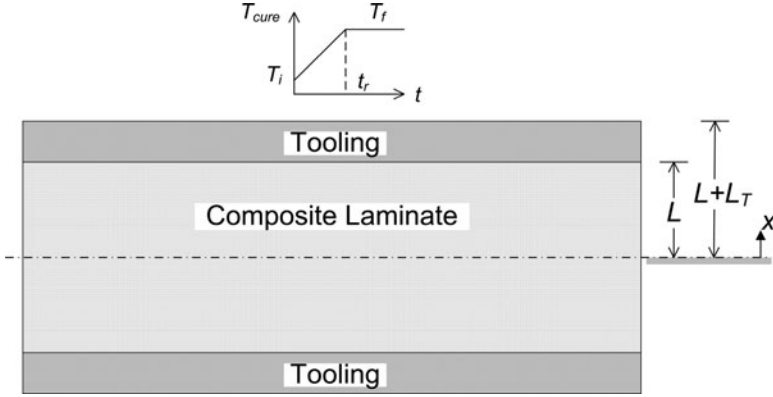 T_cure
T_f
T_i
t_r
t
Tooling
Composite Laminate
L
L+L_T
x
Tooling